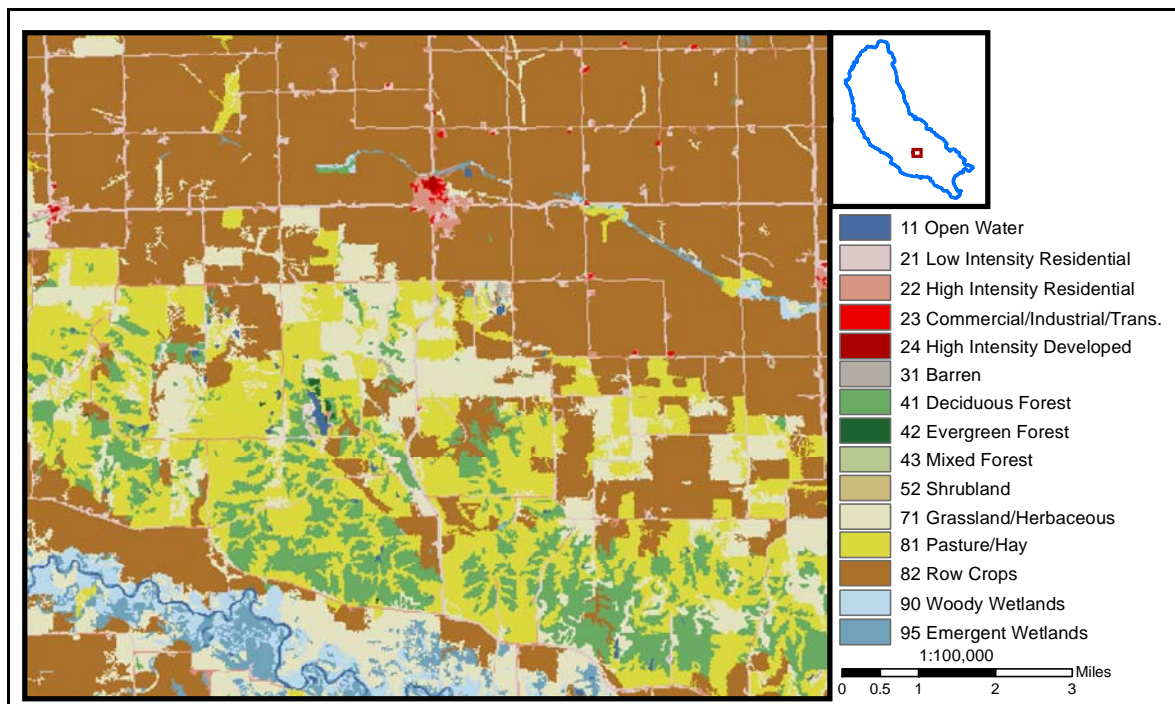 11 Open Water
21 Low Intensity Residential
22 High Intensity Residential
23 Commercial/Industrial/Trans.
24 High Intensity Developed
31 Barren
41 Deciduous Forest
42 Evergreen Forest
43 Mixed Forest
52 Shrubland
71 Grassland/Herbaceous
81 Pasture/Hay
82 Row Crops
90 Woody Wetlands
95 Emergent Wetlands
1:100,000
Miles
0 0.5 1 2 3